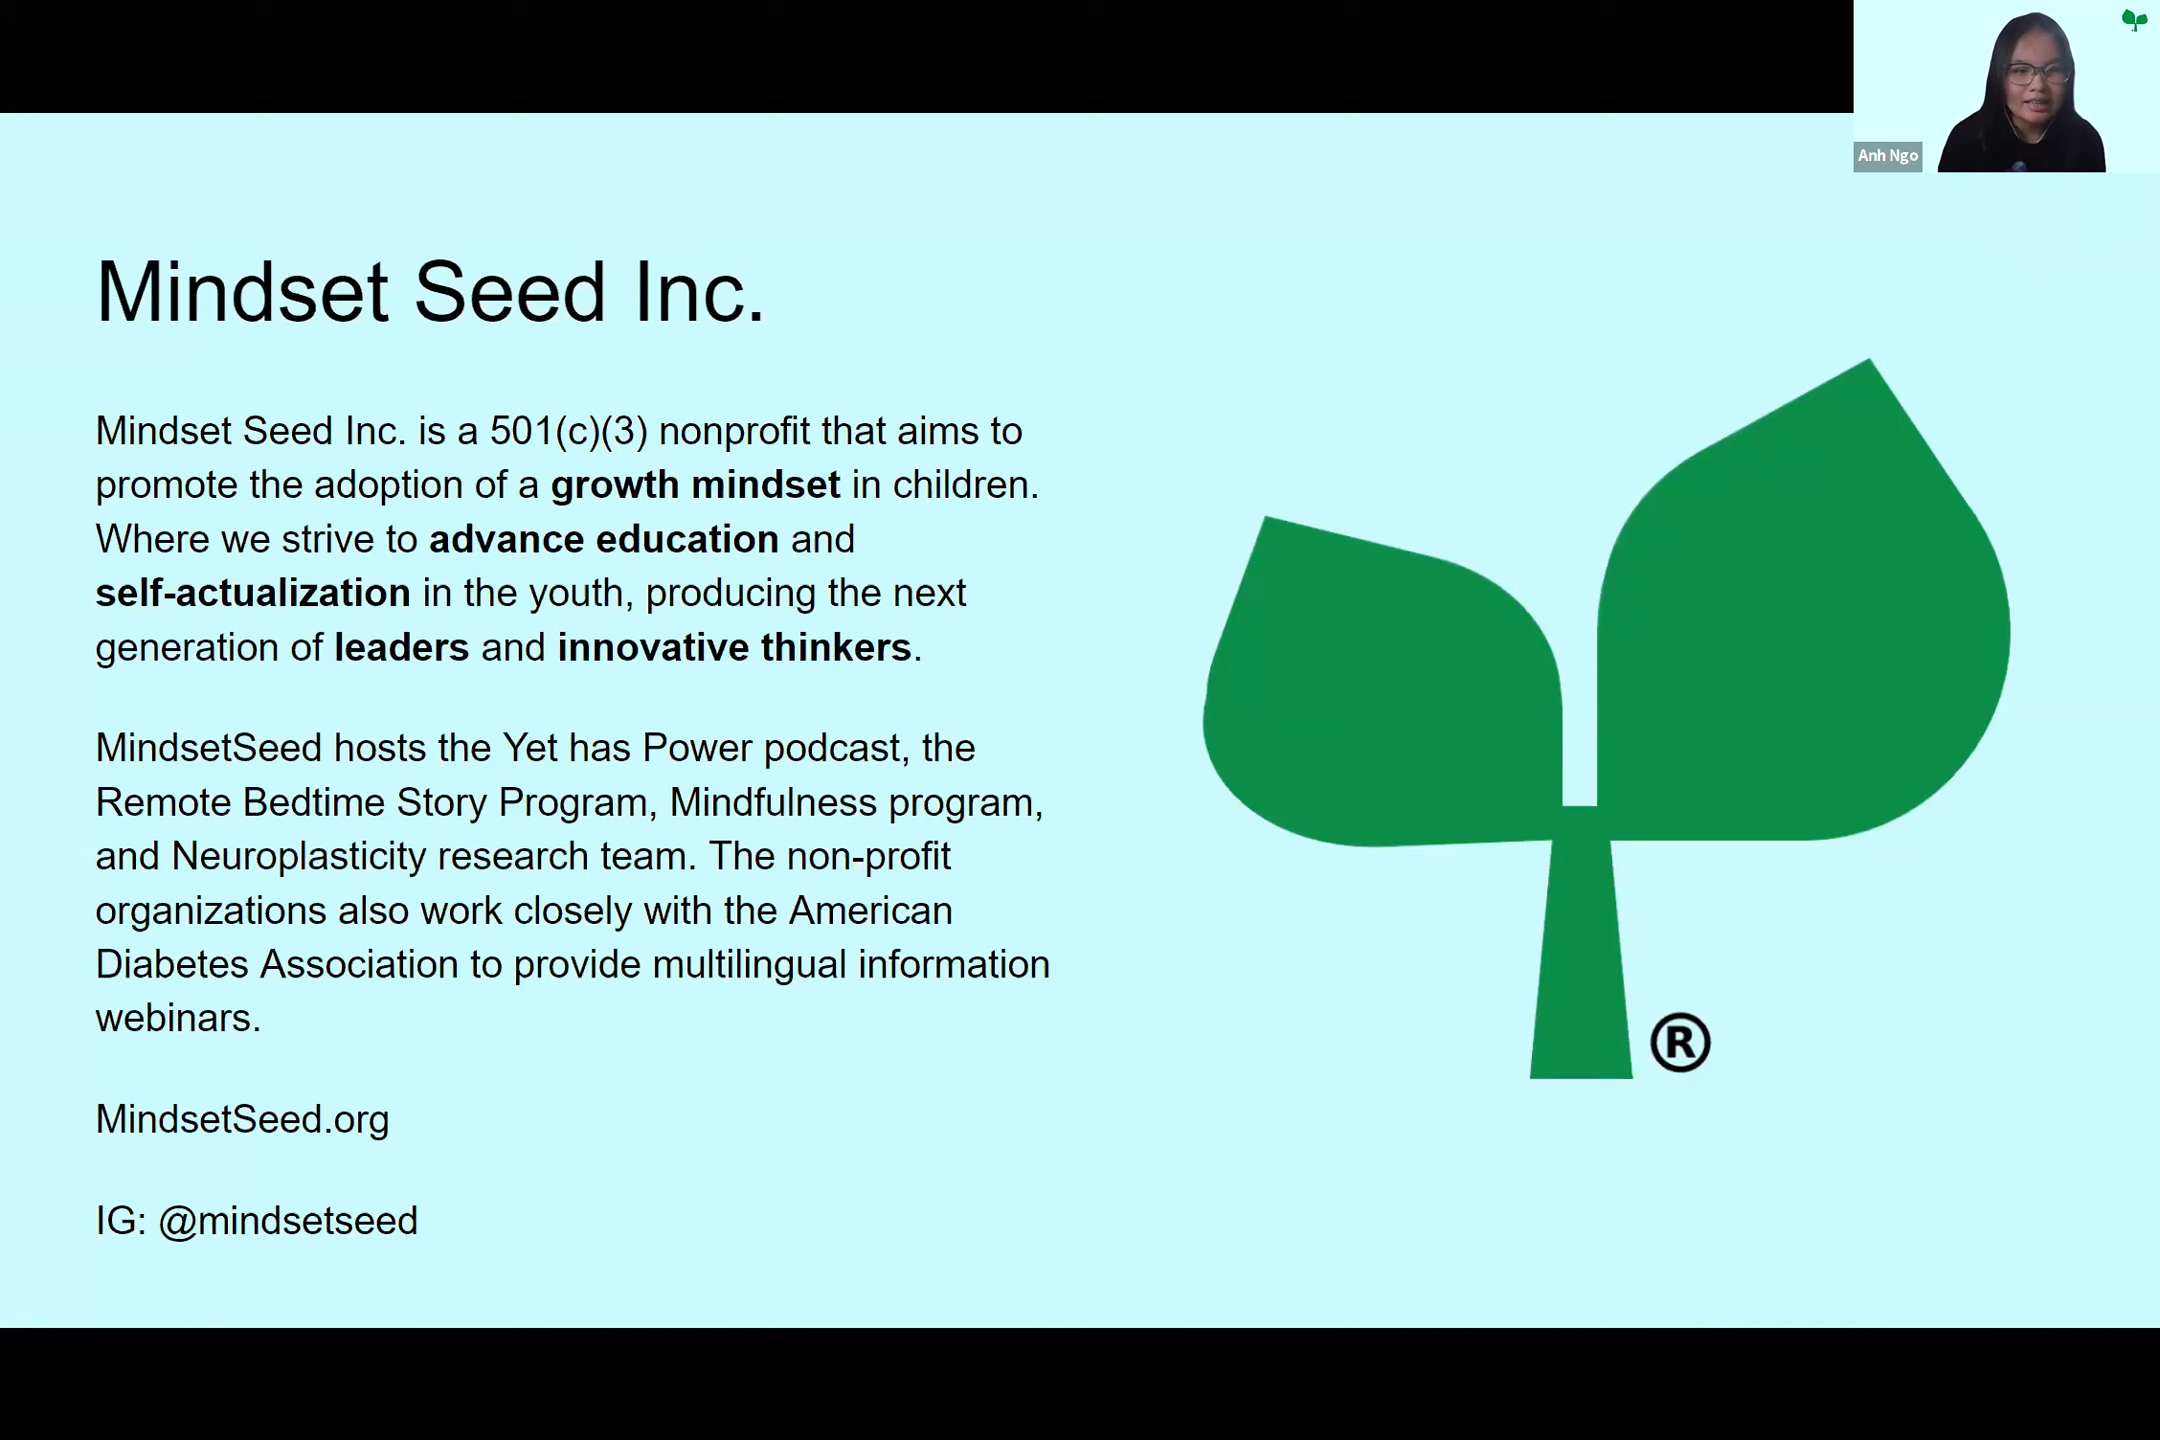 Anh Ngo
Mindset Seed Inc.
Mindset Seed Inc. is a 501(c)(3) nonprofit that aims to
promote the adoption of a growth mindset in children.
Where we strive to advance education and
self-actualization in the youth, producing the next
generation of leaders and innovative thinkers.
MindsetSeed hosts the Yet has Power podcast, the
Remote Bedtime Story Program, Mindfulness program,
and Neuroplasticity research team. The non-profit
organizations also work closely with the American
Diabetes Association to provide multilingual information
webinars.
MindsetSeed.org
IG: @mindsetseed
®